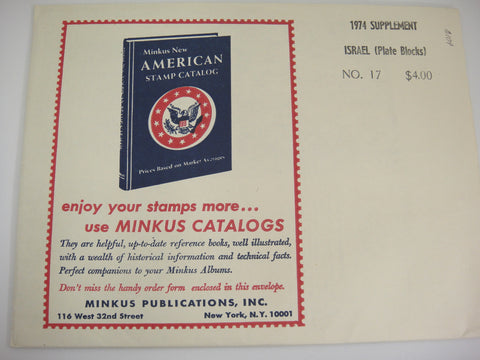 1974 SUPPLEMENT
ISRAEL (Plate Blocks)
NO. 17 $4.00
Minkus New
AMERICAN
STAMP CATALOG
Prices Based on Market Averages
enjoy your stamps more...
use MINKUS CATALOGS
They are helpful, up-to-date reference books, well illustrated,
with a wealth of historical information and technical facts.
Perfect companions to your Minkus Albums.
Don't miss the handy order form enclosed in this envelope.
MINKUS PUBLICATIONS, INC.
116 West 32nd Street New York, N.Y. 10001